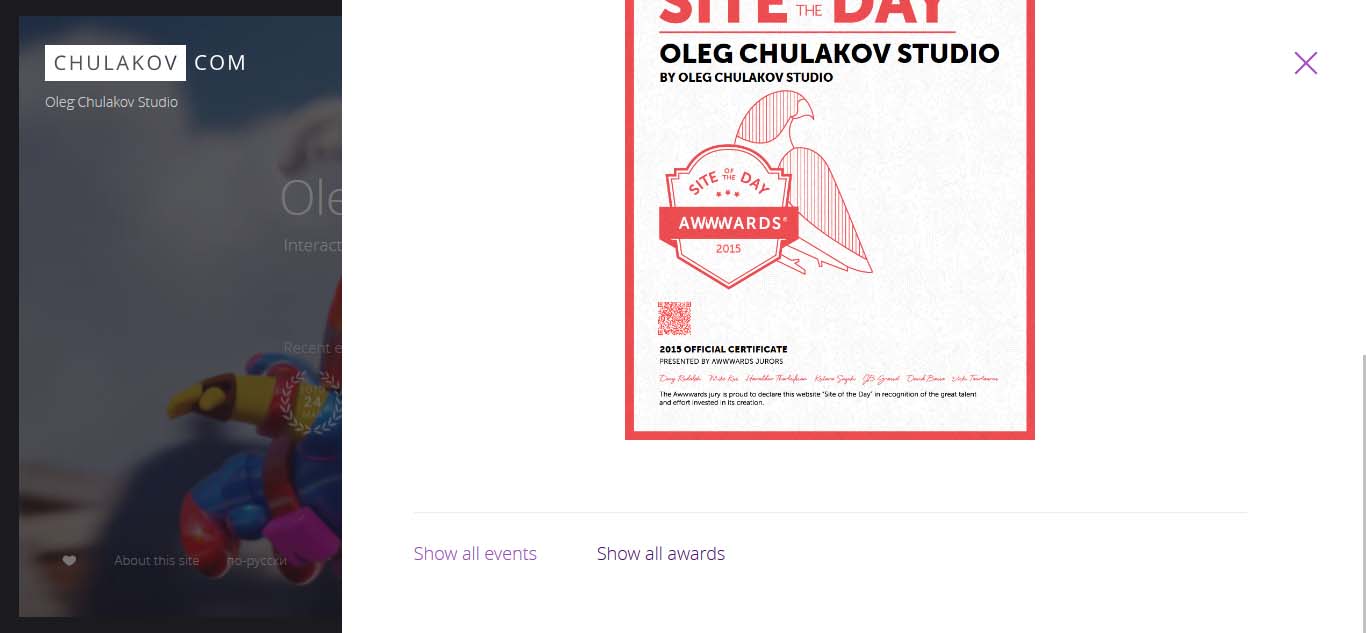 CHULAKOV COM
Oleg Chulakov Studio
Ole
Interact
Recent e
24
About this site
по-русски
SITE THE DAY
OLEG CHULAKOV STUDIO
BY OLEG CHULAKOV STUDIO
SITE OF THE DAY
AWWWARDS®
2015
2015 OFFICIAL CERTIFICATE
PRESENTED BY AWWWARDS JURORS
The Awwwards jury is proud to declare this website "Site of the Day" in recognition of the great talent
and effort invested in its creation.
Show all events
Show all awards